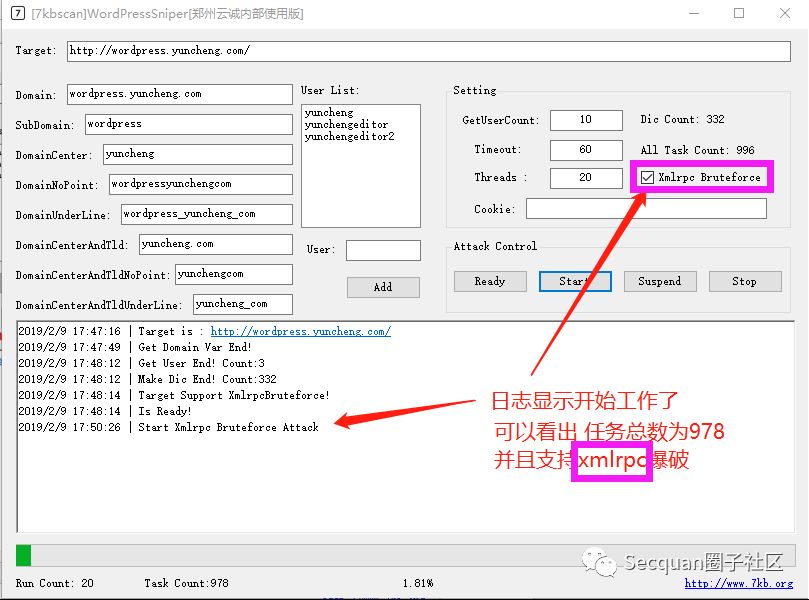 [7kbscan]WordPressSniper[郑州云诚内部使用版]
Target: http://wordpress.yuncheng.com/
Domain: wordpress.yuncheng.com
SubDomain: wordpress
DomainCenter: yuncheng
DomainNoPoint: wordpressyunchengcom
DomainUnderLine: wordpress_yuncheng_com
DomainCenterAndTld: yuncheng.com
DomainCenterAndTldNoPoint: yunchengcom
DomainCenterAndTldUnderLine: yuncheng_com
User List:
yuncheng
yunchengeditor
yunchengeditor2
User:
Add
Setting
GetUserCount: 10 Dic Count: 332
Timeout: 60 All Task Count: 996
Threads : 20 Xmlrpc Bruteforce
Cookie:
Attack Control
Ready Start Suspend Stop
2019/2/9 17:47:16 | Target is : http://wordpress.yuncheng.com/
2019/2/9 17:47:49 | Get Domain Var End!
2019/2/9 17:48:12 | Get User End! Count:3
2019/2/9 17:48:12 | Make Dic End! Count:332
2019/2/9 17:48:14 | Target Support XmlrpcBruteforce!
2019/2/9 17:48:14 | Is Ready!
2019/2/9 17:50:26 | Start Xmlrpc Bruteforce Attack
日志显示开始工作了
可以看出 任务总数为978
并且支持xmlrpc爆破
Secquan圈子社区
Run Count: 20 Task Count:978 1.81% http://www.7kb.org